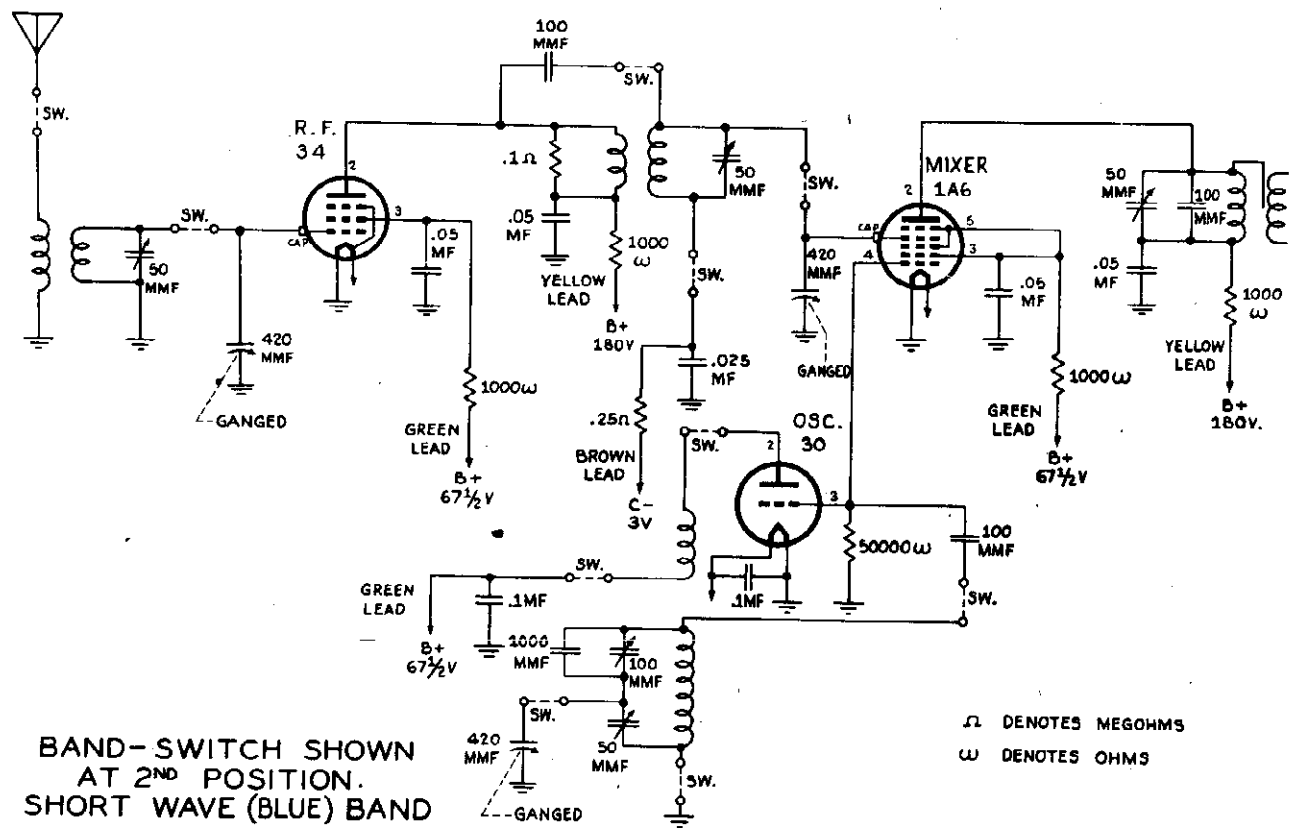 100
MMF
SW.
SW.
R.F.
34
2
3
CAP
.1Ω
.05
MF
.05
MF
50
MMF
SW.
MIXER
1A6
2
CAP
4
5
3
50
MMF
100
MMF
SW.
50
MMF
420
MMF
GANGED
1000
ω
YELLOW
LEAD
B+
180V
SW.
420
MMF
GANGED
.05
MF
.05
MF
1000
ω
YELLOW
LEAD
B+
180V.
1000ω
GREEN
LEAD
B+
67½V
.25Ω
BROWN
LEAD
C-
3V
.025
MF
SW.
OSC.
30
2
3
1000ω
GREEN
LEAD
B+
67½V
50000ω
100
MMF
SW.
.1MF
GREEN
LEAD
B+
67½V
.1MF
SW.
1000
MMF
100
MMF
SW.
420
MMF
GANGED
50
MMF
SW.
Ω DENOTES MEGOHMS
ω DENOTES OHMS
BAND-SWITCH SHOWN
AT 2ND POSITION.
SHORT WAVE (BLUE) BAND